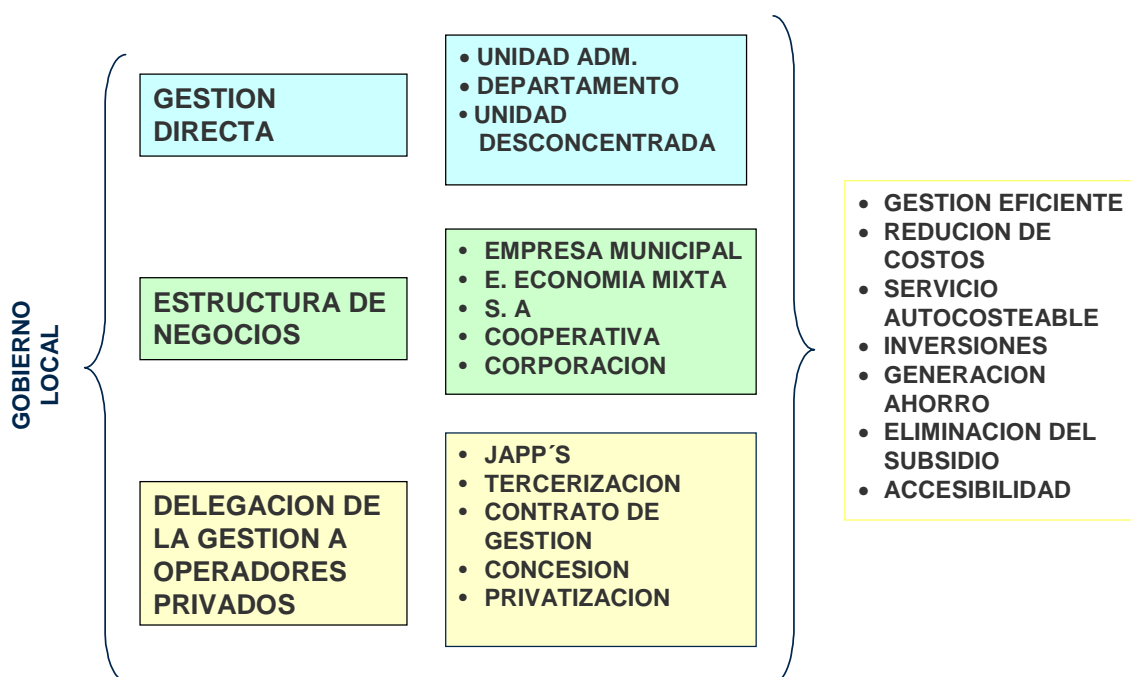 GOBIERNO
LOCAL
GESTION
DIRECTA
• UNIDAD ADM.
• DEPARTAMENTO
• UNIDAD
DESCONCENTRADA
ESTRUCTURA DE
NEGOCIOS
• EMPRESA MUNICIPAL
• E. ECONOMIA MIXTA
• S. A
• COOPERATIVA
• CORPORACION
DELEGACION DE
LA GESTION A
OPERADORES
PRIVADOS
• JAPP´S
• TERCERIZACION
• CONTRATO DE
GESTION
• CONCESION
• PRIVATIZACION
• GESTION EFICIENTE
• REDUCION DE
COSTOS
• SERVICIO
AUTOCOSTEABLE
• INVERSIONES
• GENERACION
AHORRO
• ELIMINACION DEL
SUBSIDIO
• ACCESIBILIDAD